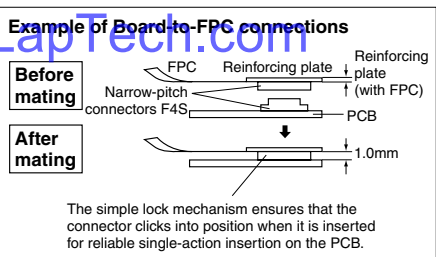 Example of Board-to-FPC connections
LapTech.com
Before
mating
FPC
Reinforcing plate
Reinforcing
plate
(with FPC)
Narrow-pitch
connectors F4S
PCB
After
mating
1.0mm
The simple lock mechanism ensures that the
connector clicks into position when it is inserted
for reliable single-action insertion on the PCB.